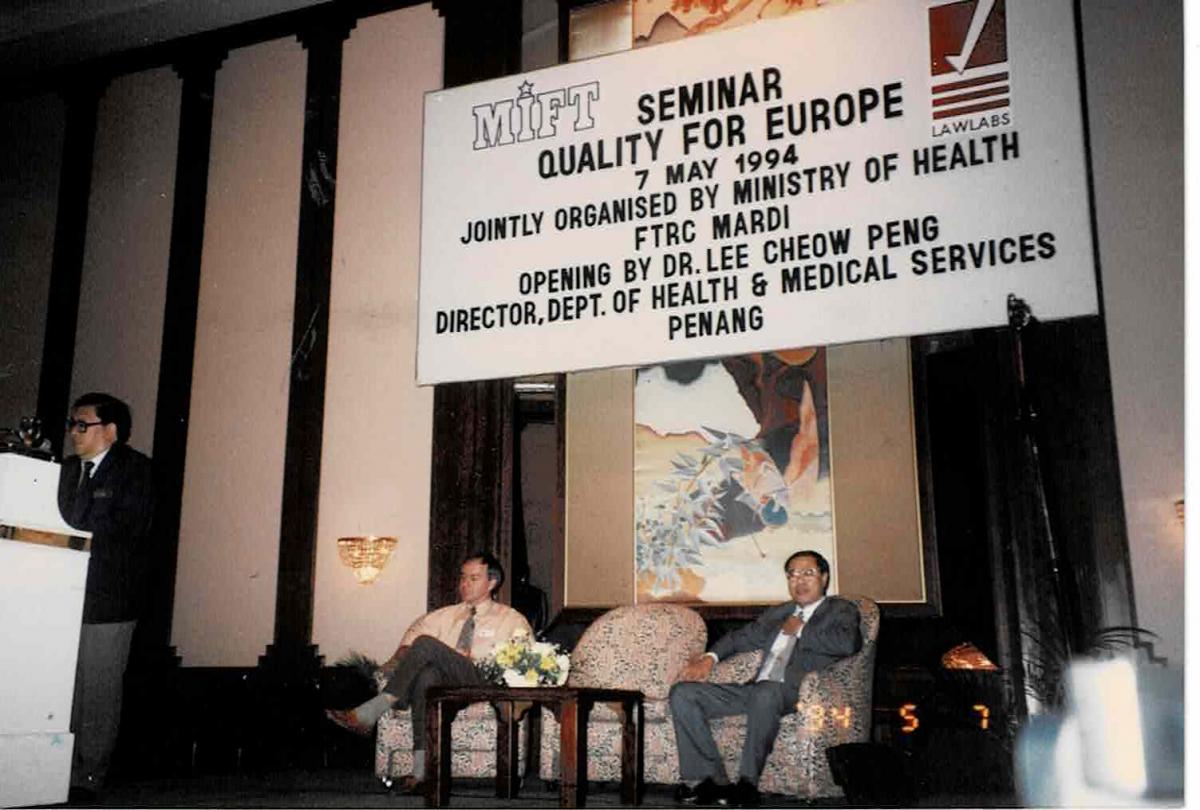 MIFT
SEMINAR
QUALITY FOR EUROPE
LAWLABS
7 MAY 1994
JOINTLY ORGANISED BY MINISTRY OF HEALTH
FTRC MARDI
OPENING BY DR. LEE CHEOW PENG
DIRECTOR, DEPT. OF HEALTH & MEDICAL SERVICES
PENANG
94 5 7